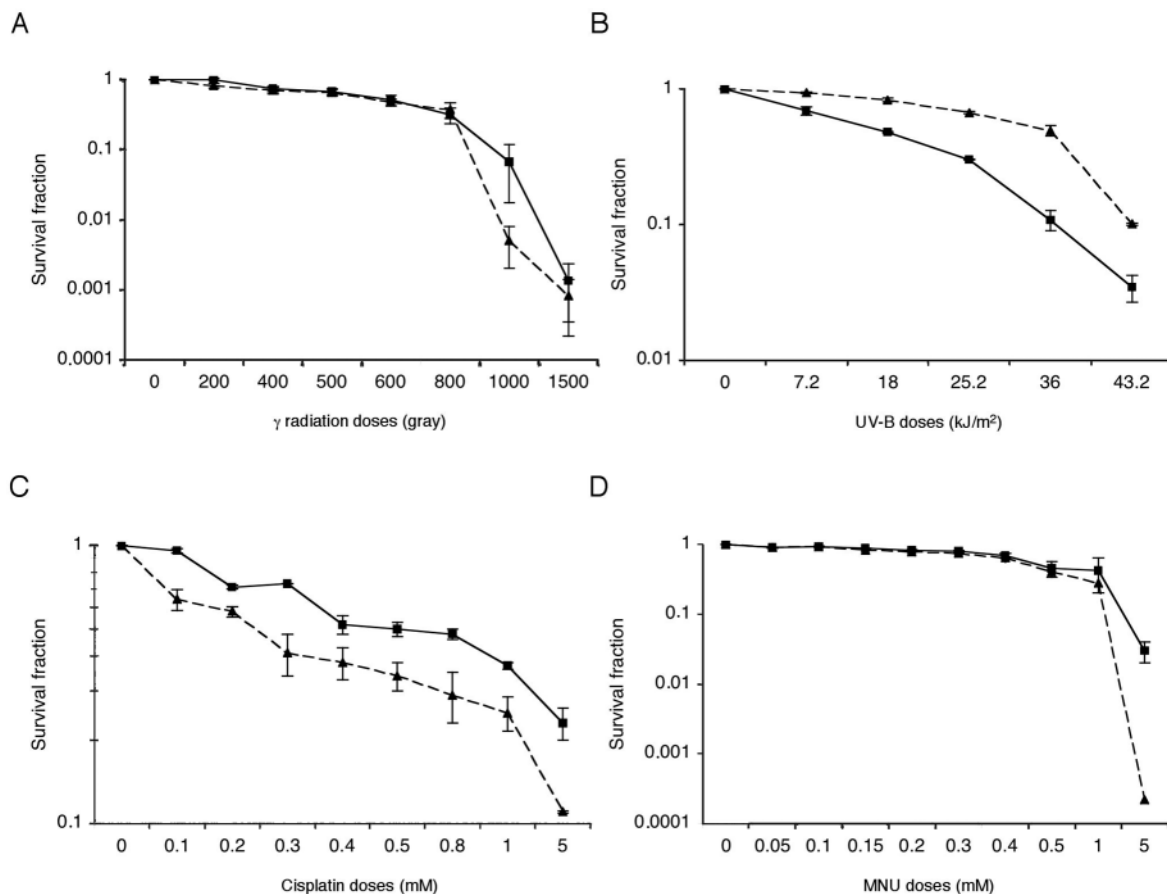 A
Survival fraction
1
0.1
0.01
0.001
0.0001
0 200 400 500 600 800 1000 1500
γ radiation doses (gray)
B
Survival fraction
1
0.1
0.01
0 7.2 18 25.2 36 43.2
UV-B doses (kJ/m²)
C
Survival fraction
1
0.1
0 0.1 0.2 0.3 0.4 0.5 0.8 1 5
Cisplatin doses (mM)
D
Survival fraction
1
0.1
0.01
0.001
0.0001
0 0.05 0.1 0.15 0.2 0.3 0.4 0.5 1 5
MNU doses (mM)